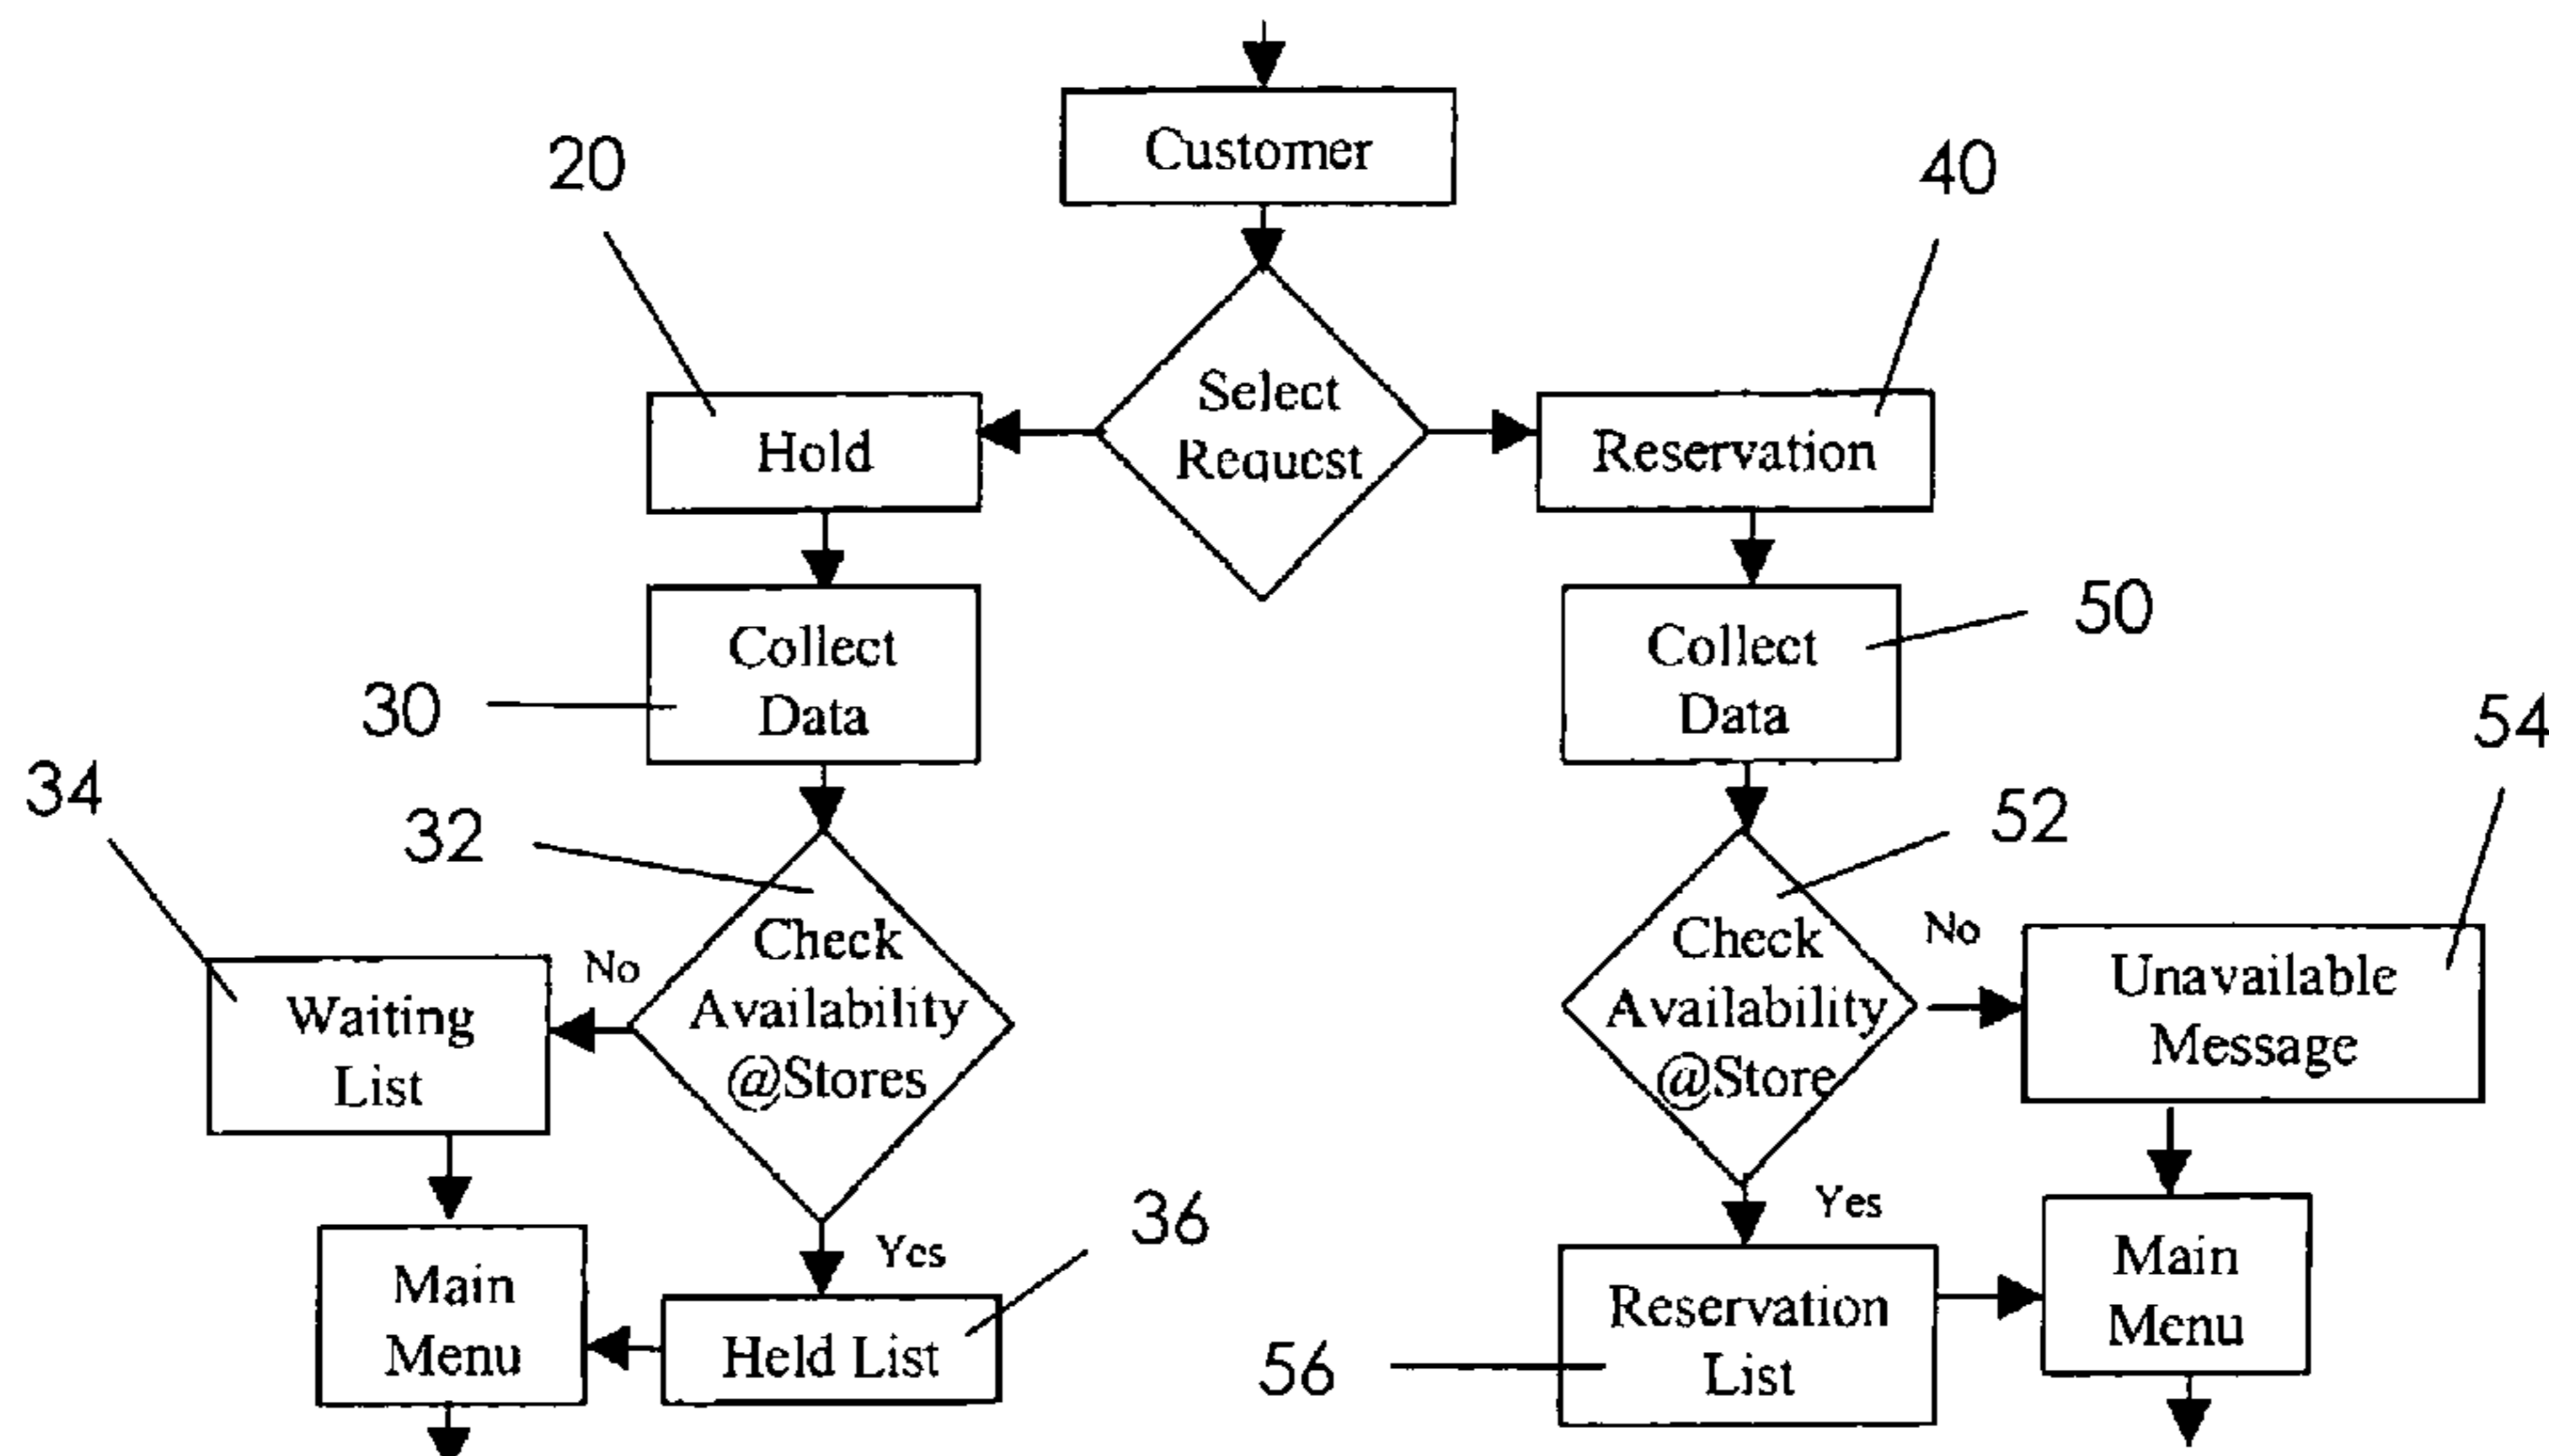 Customer
20
40
Select
Request
Hold
Reservation
Collect
Data
30
Collect
Data
50
34
32
52
54
Check
Availability
@Stores
No
Waiting
List
Check
Availability
@Store
No
Unavailable
Message
Yes
36
Yes
Main
Menu
Held List
56
Reservation
List
Main
Menu